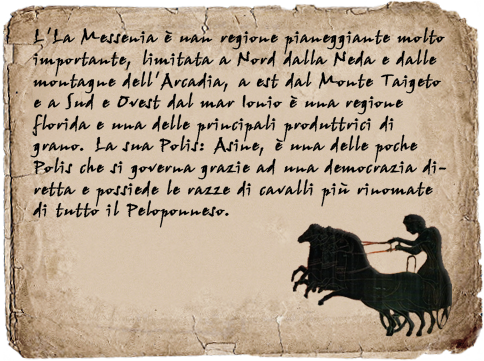 L'La Messenia è nan regione pianeggiante molto
importante, limitata a Nord dalla Neda e dalle
montagne dell'Arcadia, a est dal Monte Taigeto
e a Sud e Ovest dal mar Ionio è una regione
florida e una delle principali produttrici di
grano. La sua Polis: Asine, è una delle poche
Polis che si governa grazie ad una democrazia di-
retta e possiede le razze di cavalli più rinomate
di tutto il Peloponneso.